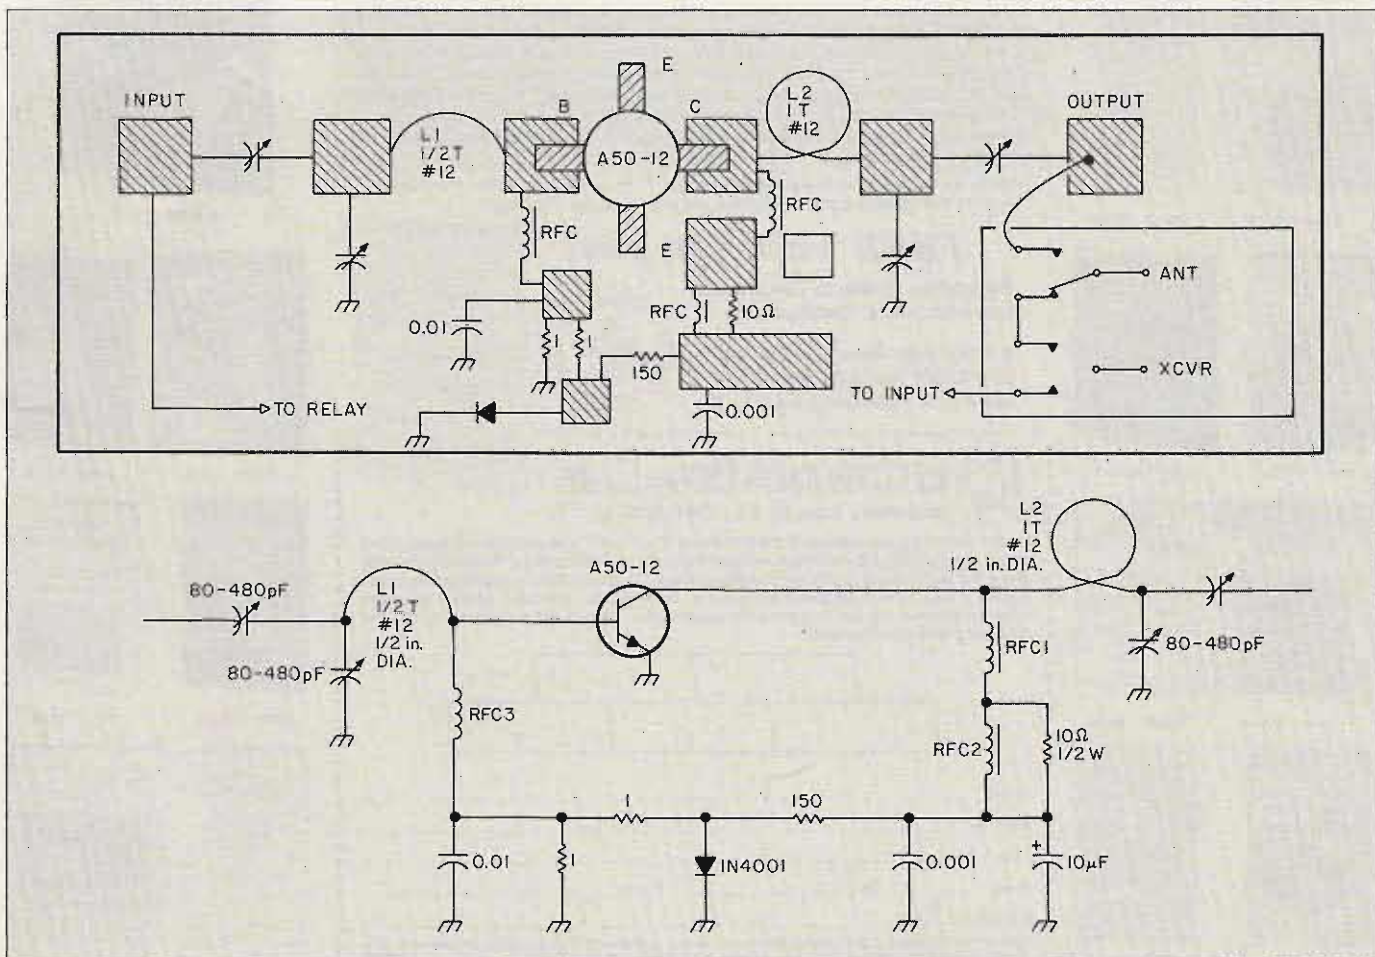 INPUT
L1
1/2T
#12
B
E
A50-12
C
L2
1T
#12
OUTPUT
RFC
E
RFC
RFC
10Ω
0.01
1
1
150
0.001
TO RELAY
TO INPUT
ANT
XCVR
80-480pF
80-480pF
L1
1/2T
#12
1/2 in.
DIA.
A50-12
L2
1T
#12
1/2 in. DIA.
RFC1
80-480pF
RFC3
RFC2
10Ω
1/2W
0.01
1
1
1N4001
150
0.001
+
10µF